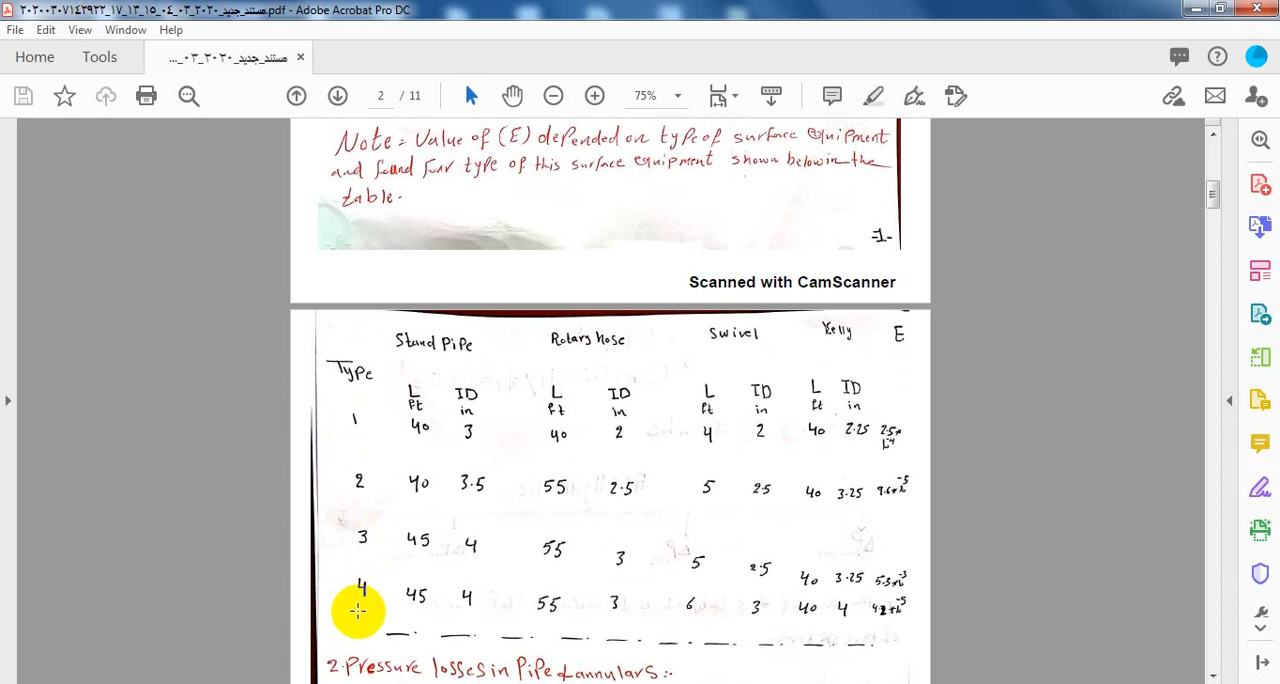 مستند_جدید_٢٠٢٠_٠٣_٠٤_١٥_١٣_١٧_٢٠٢٠٠٣٠٧١٤٢٩٢٢.pdf - Adobe Acrobat Pro DC
File Edit View Window Help
Home Tools مستند_جدید_٢٠٢٠_٠٣_... ×
2 / 11 75%
Note: Value of (E) depended on type of surface equipment
and found four type of this surface equipment shown below in the
table.
-1-
Scanned with CamScanner
Stand Pipe Rotary hose Swivel Kelly E
Type
L ID L ID L ID L ID
ft in ft in ft in ft in
1 40 3 40 2 4 2 40 2.25
2 40 3.5 55 2.5 5 2.5 40 3.25
3 45 4 55 3 5 2.5 40 3.25
4 45 4 55 3 6 3 40 4
2. Pressure losses in Pipe & annulars:-